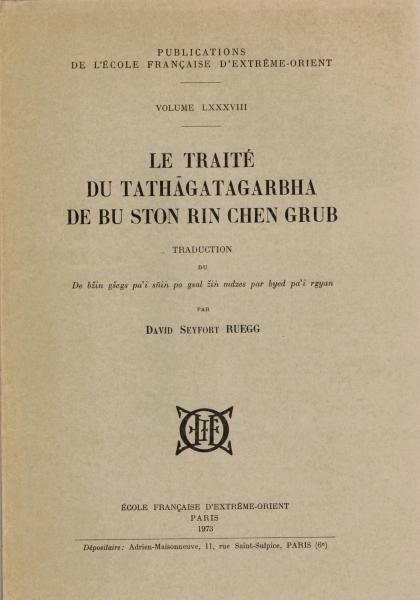 PUBLICATIONS
DE L'ÉCOLE FRANÇAISE D'EXTRÊME-ORIENT
VOLUME LXXXVIII
LE TRAITÉ
DU TATHĀGATAGARBHA
DE BU STON RIN CHEN GRUB
TRADUCTION
DU
De bžin gšegs pa'i sñiṅ po gsal žiṅ mdzes par byed pa'i rgyan
PAR
DAVID SEYFORT RUEGG
ÉCOLE FRANÇAISE D'EXTRÊME-ORIENT
PARIS
1973
Dépositaire: Adrien-Maisonneuve, 11, rue Saint-Sulpice, PARIS (6e)